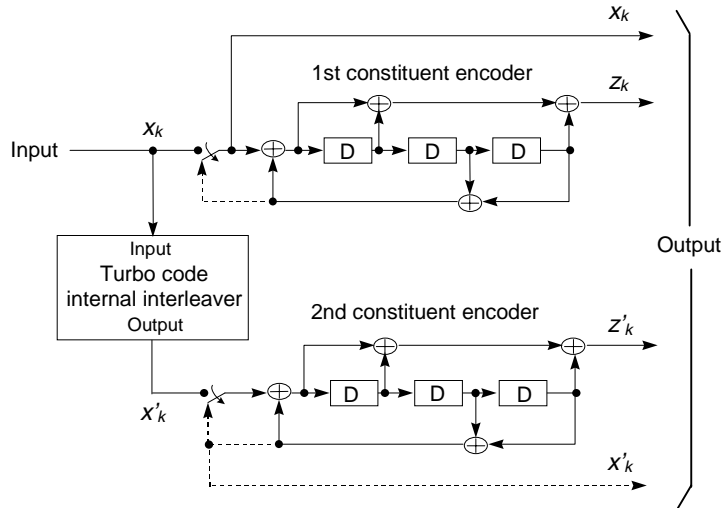 x_k
1st constituent encoder
z_k
x_k
Input
D D D
Output
Input
Turbo code
internal interleaver
Output
2nd constituent encoder
z'_k
D D D
x'_k
x'_k